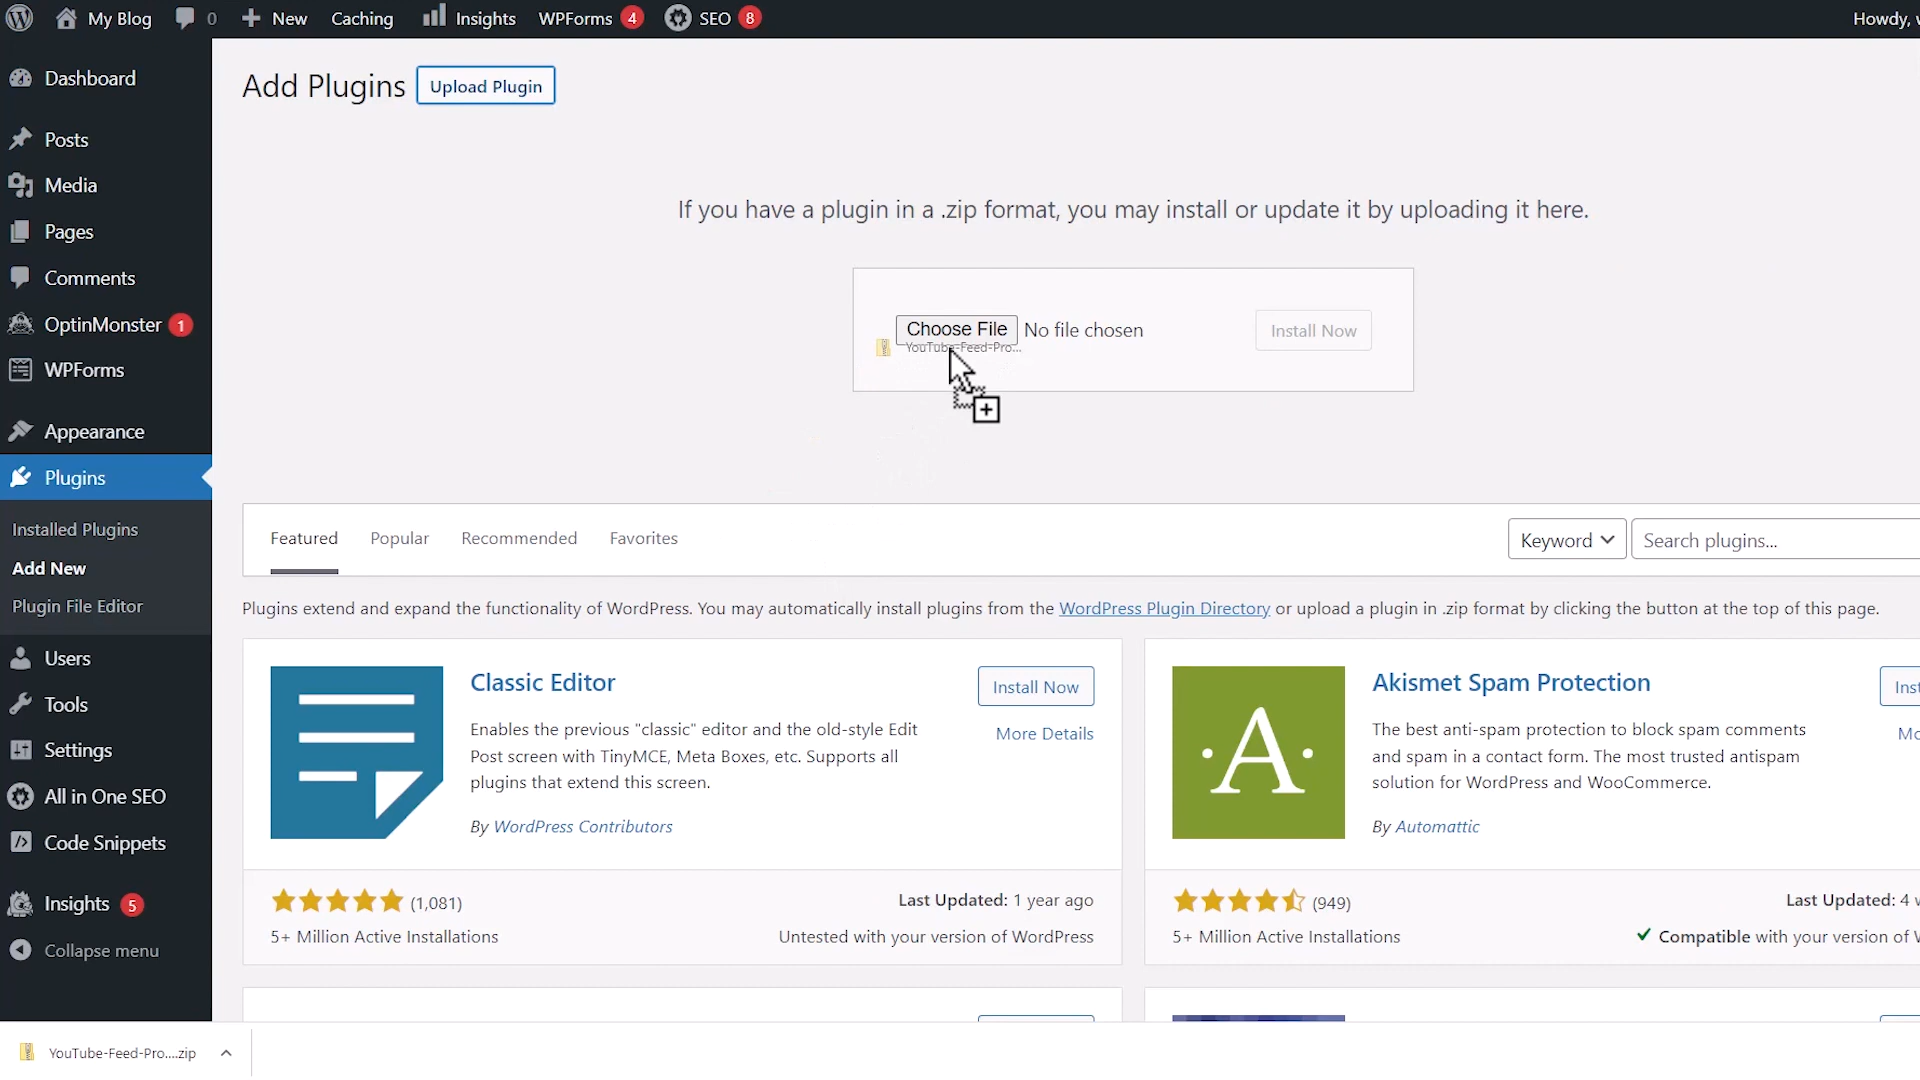 My Blog 0 New Caching Insights WPForms 4 SEO 8 Howdy,
Dashboard
Posts
Media
Pages
Comments
OptinMonster 1
WPForms
Appearance
Plugins
Installed Plugins
Add New
Plugin File Editor
Users
Tools
Settings
All in One SEO
Code Snippets
Insights 5
Collapse menu
Add Plugins Upload Plugin
If you have a plugin in a .zip format, you may install or update it by uploading it here.
Choose File No file chosen Install Now
YouTube-Feed-Pro...
Featured Popular Recommended Favorites Keyword Search plugins...
Plugins extend and expand the functionality of WordPress. You may automatically install plugins from the WordPress Plugin Directory or upload a plugin in .zip format by clicking the button at the top of this page.
Classic Editor
Install Now
More Details
Enables the previous "classic" editor and the old-style Edit
Post screen with TinyMCE, Meta Boxes, etc. Supports all
plugins that extend this screen.
By WordPress Contributors
(1,081)
Last Updated: 1 year ago
5+ Million Active Installations
Untested with your version of WordPress
A
Akismet Spam Protection
The best anti-spam protection to block spam comments
and spam in a contact form. The most trusted antispam
solution for WordPress and WooCommerce.
By Automattic
(949)
Last Updated: 4
5+ Million Active Installations
Compatible with your version of
YouTube-Feed-Pro....zip